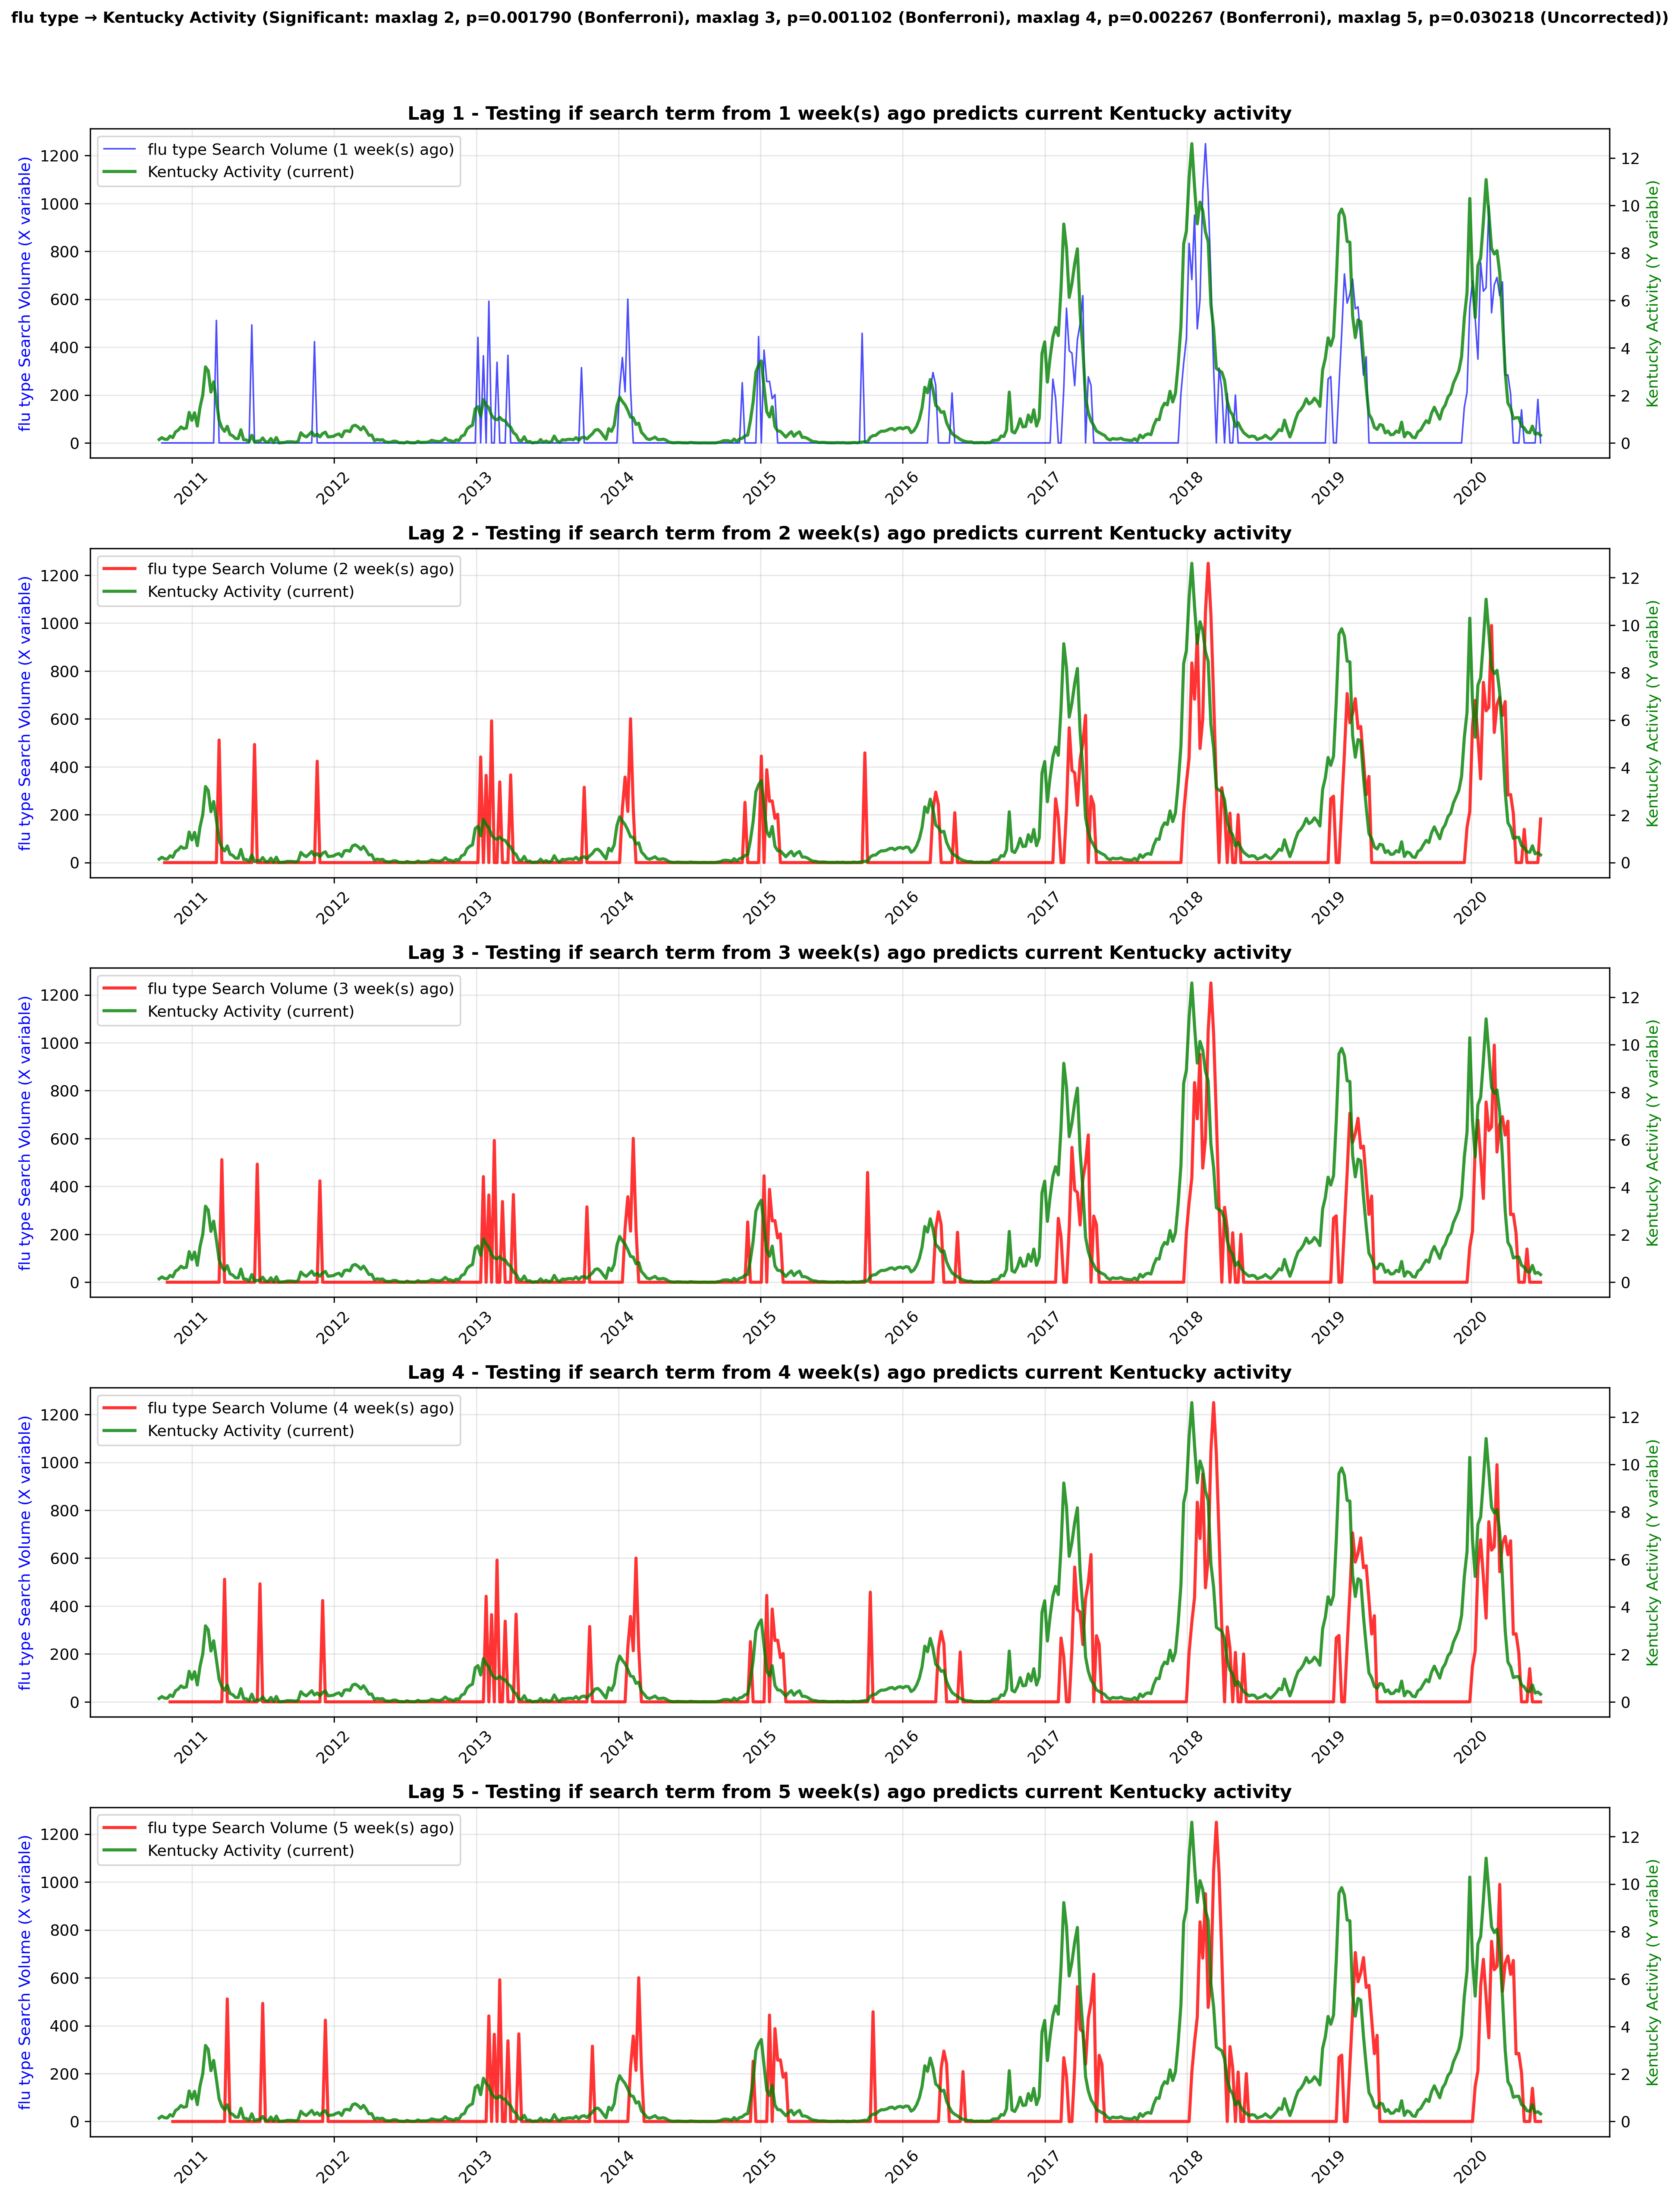 flu type → Kentucky Activity (Significant: maxlag 2, p=0.001790 (Bonferroni), maxlag 3, p=0.001102 (Bonferroni), maxlag 4, p=0.002267 (Bonferroni), maxlag 5, p=0.030218 (Uncorrected))
Lag 1 - Testing if search term from 1 week(s) ago predicts current Kentucky activity
flu type Search Volume (1 week(s) ago)
Kentucky Activity (current)
flu type Search Volume (X variable)
1200
1000
800
600
400
200
0
12
10
8
6
4
2
0
Kentucky Activity (Y variable)
2011 2012 2013 2014 2015 2016 2017 2018 2019 2020
Lag 2 - Testing if search term from 2 week(s) ago predicts current Kentucky activity
flu type Search Volume (2 week(s) ago)
Kentucky Activity (current)
flu type Search Volume (X variable)
1200
1000
800
600
400
200
0
12
10
8
6
4
2
0
Kentucky Activity (Y variable)
2011 2012 2013 2014 2015 2016 2017 2018 2019 2020
Lag 3 - Testing if search term from 3 week(s) ago predicts current Kentucky activity
flu type Search Volume (3 week(s) ago)
Kentucky Activity (current)
flu type Search Volume (X variable)
1200
1000
800
600
400
200
0
12
10
8
6
4
2
0
Kentucky Activity (Y variable)
2011 2012 2013 2014 2015 2016 2017 2018 2019 2020
Lag 4 - Testing if search term from 4 week(s) ago predicts current Kentucky activity
flu type Search Volume (4 week(s) ago)
Kentucky Activity (current)
flu type Search Volume (X variable)
1200
1000
800
600
400
200
0
12
10
8
6
4
2
0
Kentucky Activity (Y variable)
2011 2012 2013 2014 2015 2016 2017 2018 2019 2020
Lag 5 - Testing if search term from 5 week(s) ago predicts current Kentucky activity
flu type Search Volume (5 week(s) ago)
Kentucky Activity (current)
flu type Search Volume (X variable)
1200
1000
800
600
400
200
0
12
10
8
6
4
2
0
Kentucky Activity (Y variable)
2011 2012 2013 2014 2015 2016 2017 2018 2019 2020